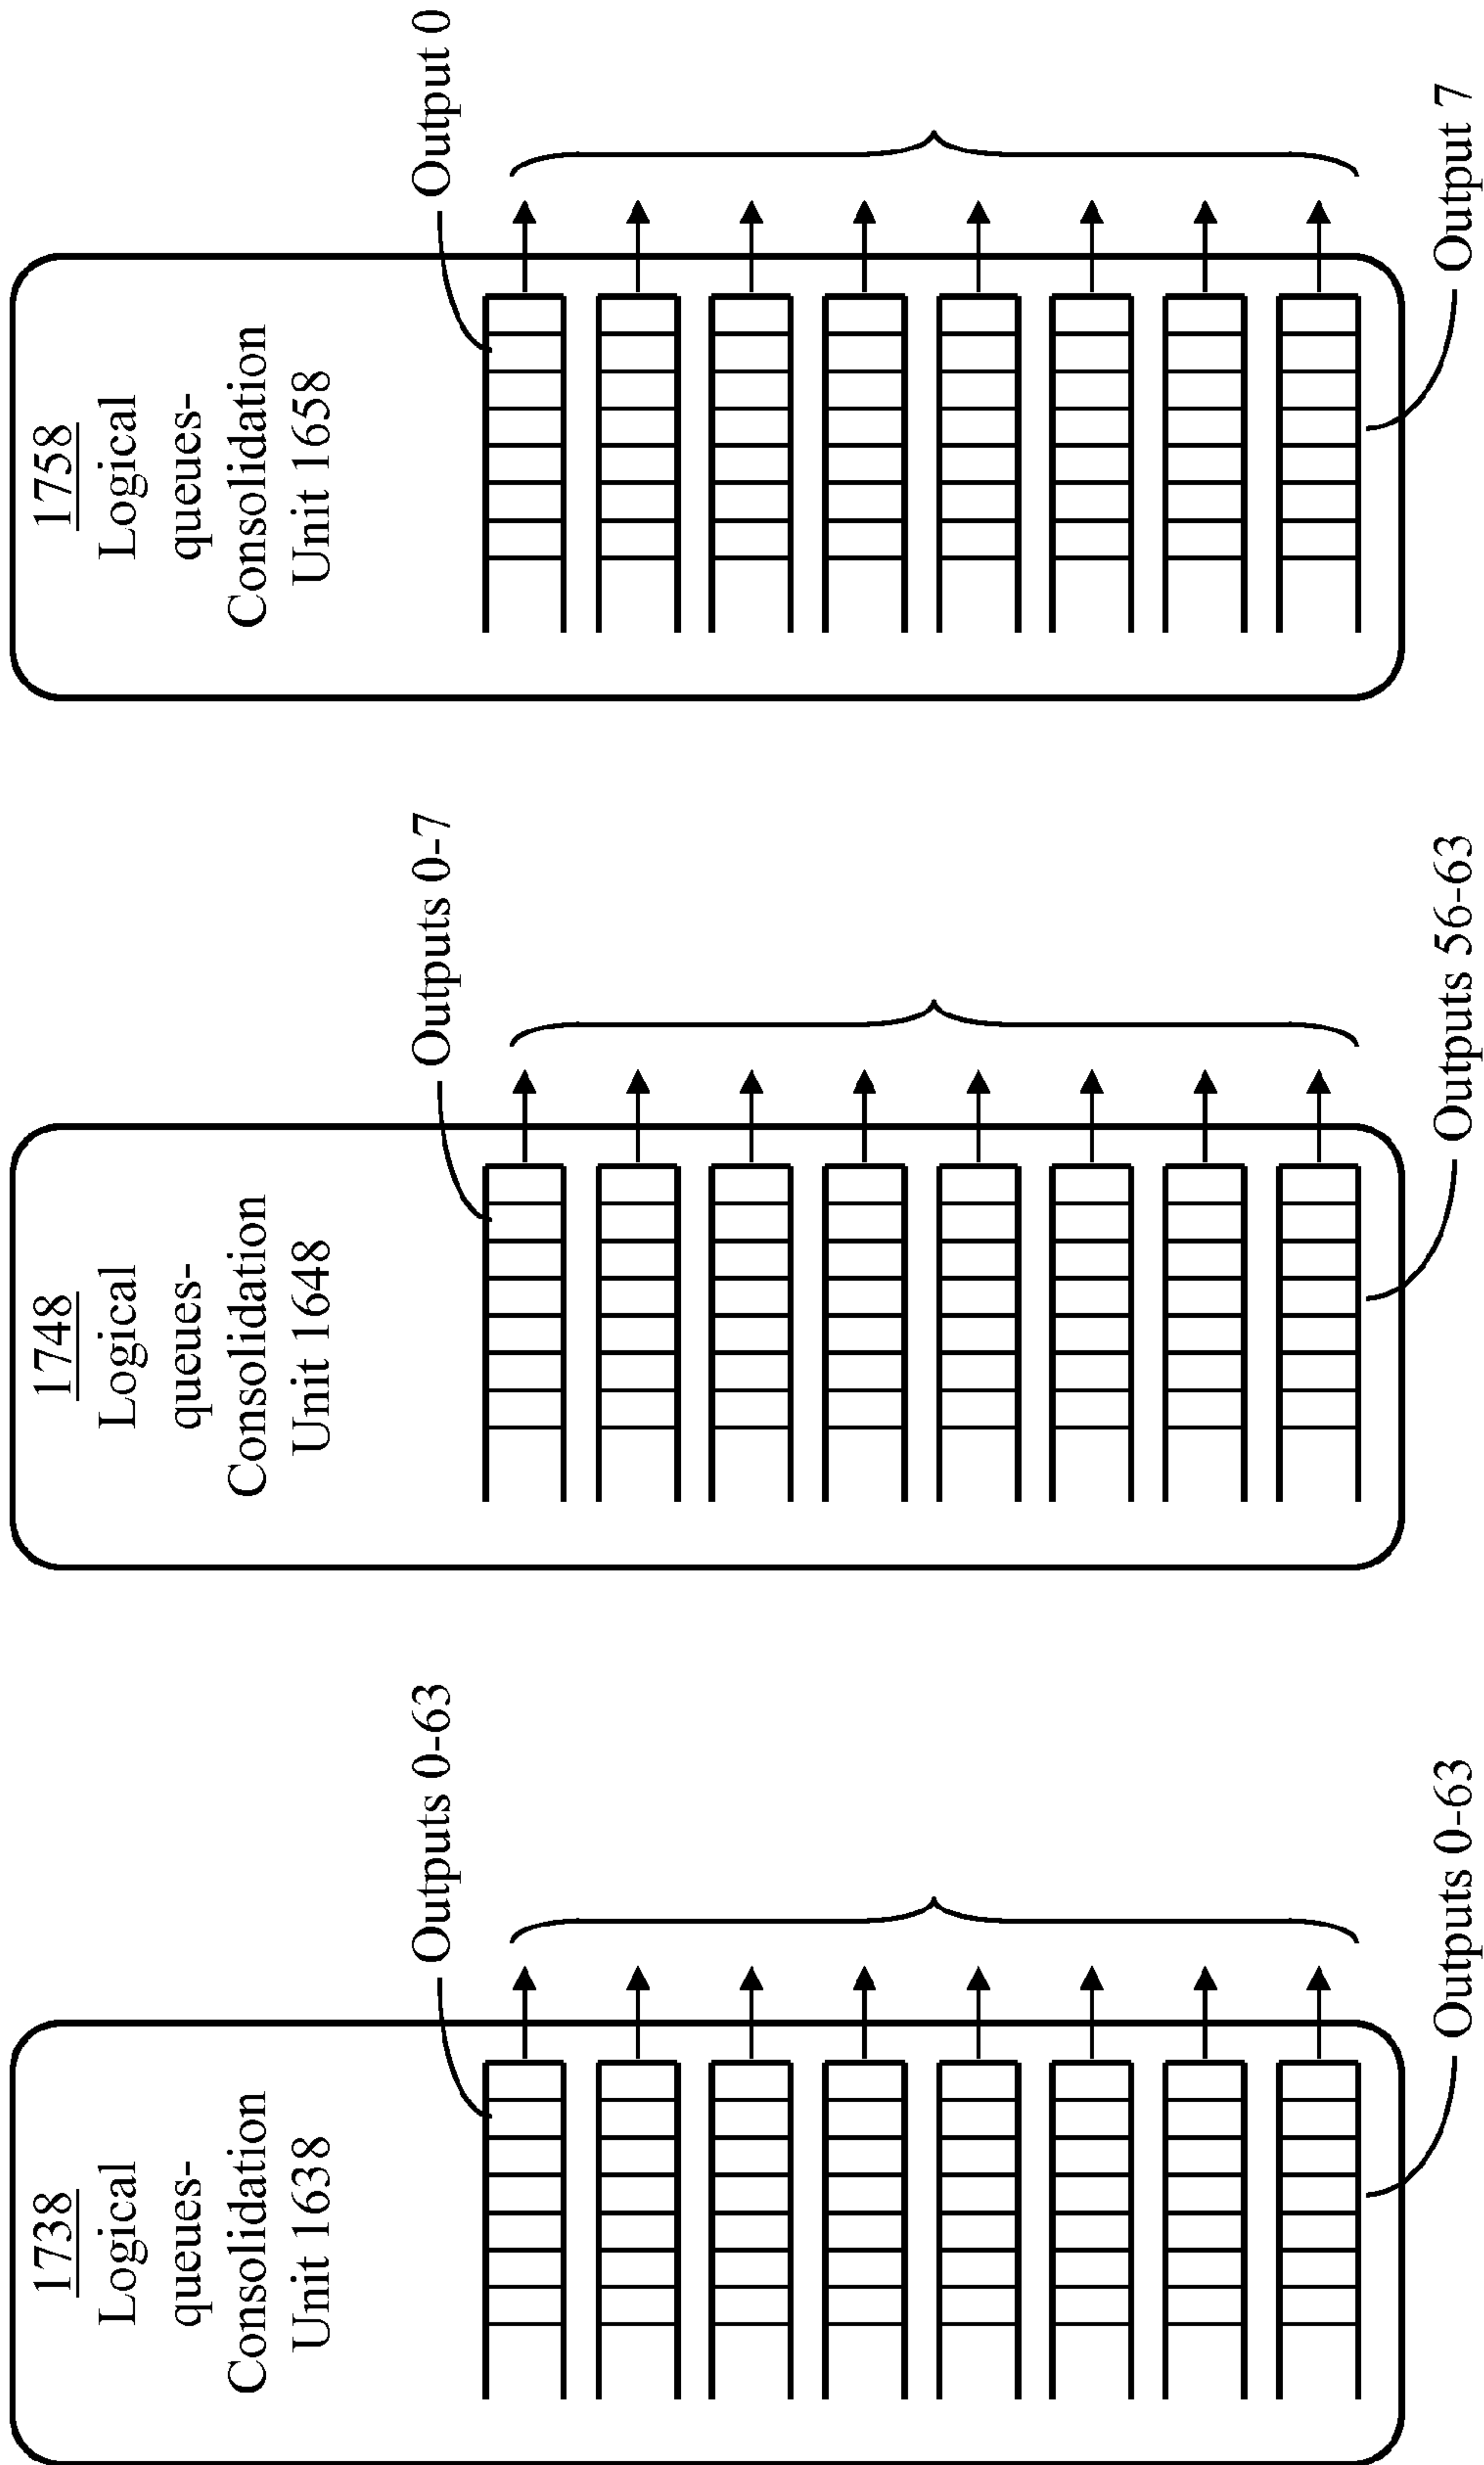 1738
Logical
queues-
Consolidation
Unit 1638
Outputs 0-63
Outputs 0-63
1748
Logical
queues-
Consolidation
Unit 1648
Outputs 0-7
Outputs 56-63
1758
Logical
queues-
Consolidation
Unit 1658
Output 0
Output 7